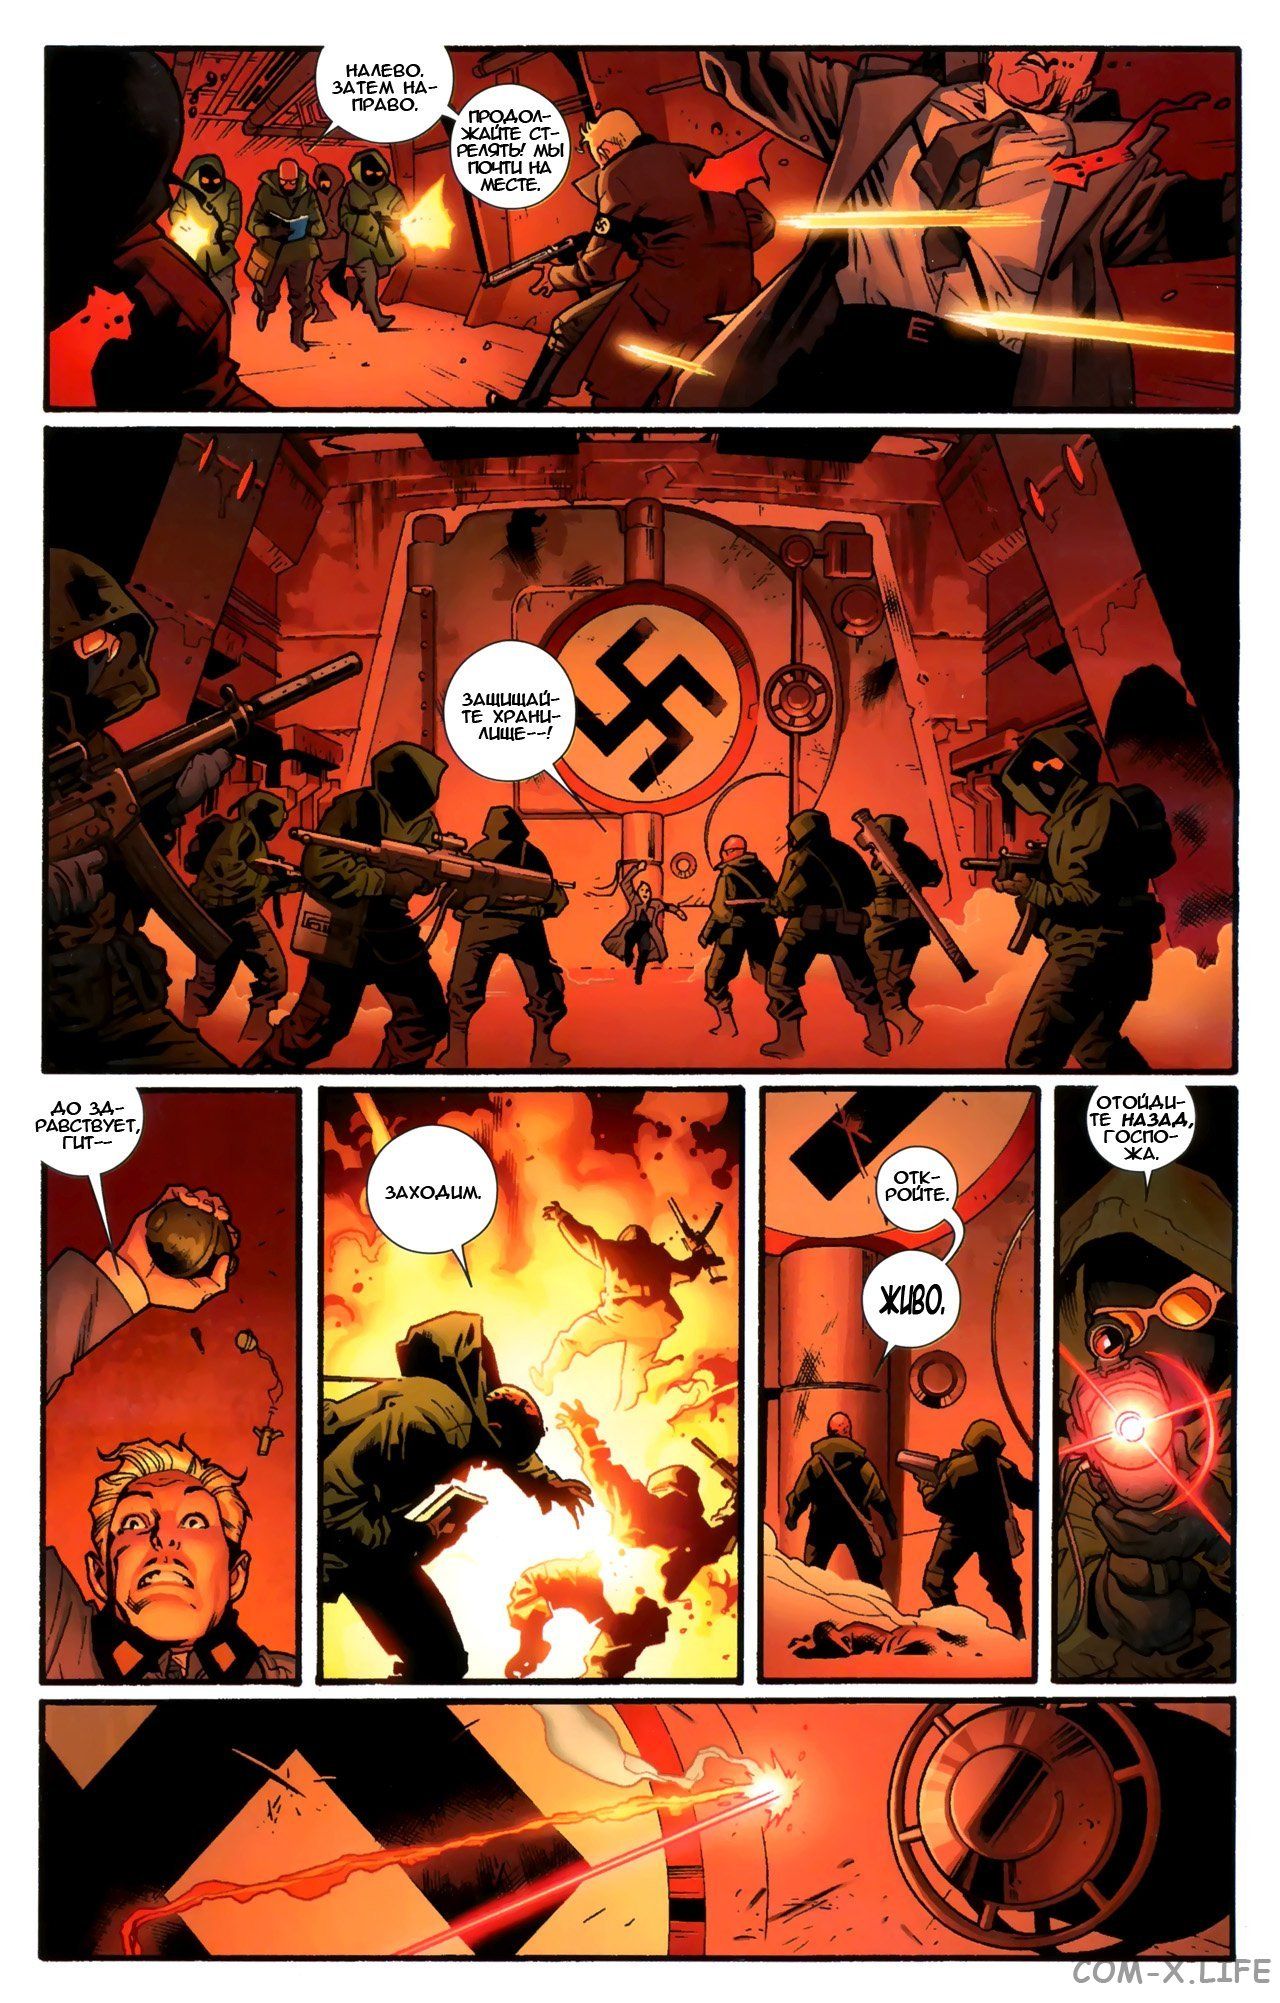 НАЛЕВО.
ЗАТЕМ НА-
ПРАВО.
ПРОДОЛ-
ЖАЙТЕ СТ-
РЕЛЯТЬ! МЫ
ПОЧТИ НА
МЕСТЕ.
E
ЗАЩИЩАЙ-
ТЕ ХРАНИ-
ЛИЩЕ--!
ДО ЗД-
РАВСТВУЕТ,
ГИТ--
ЗАХОДИМ.
ОТК-
РОЙТЕ.
ЖИВО.
ОТОЙДИ-
ТЕ НАЗАД,
ГОСПО-
ЖА.
COM-X.LIFE